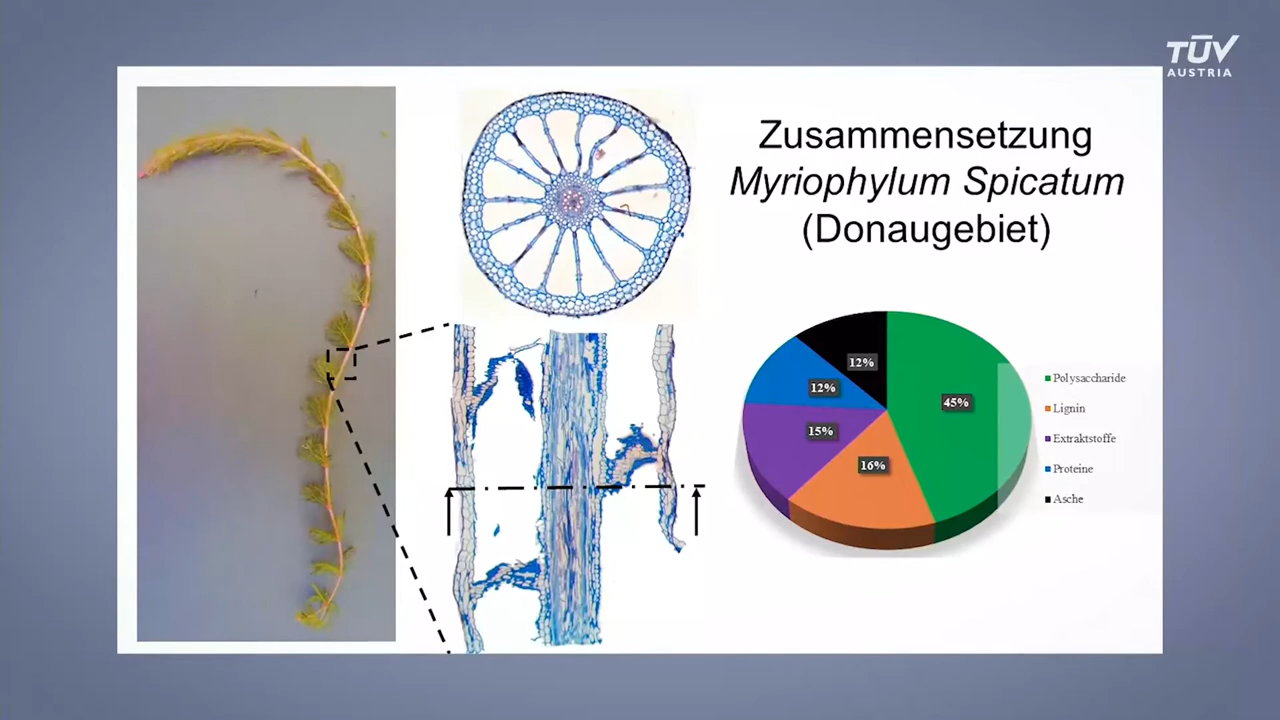 TÜV
AUSTRIA
Zusammensetzung
Myriophylum Spicatum
(Donaugebiet)
12%
12%
45%
15%
16%
Polysaccharide
Lignin
Extraktstoffe
Proteine
Asche